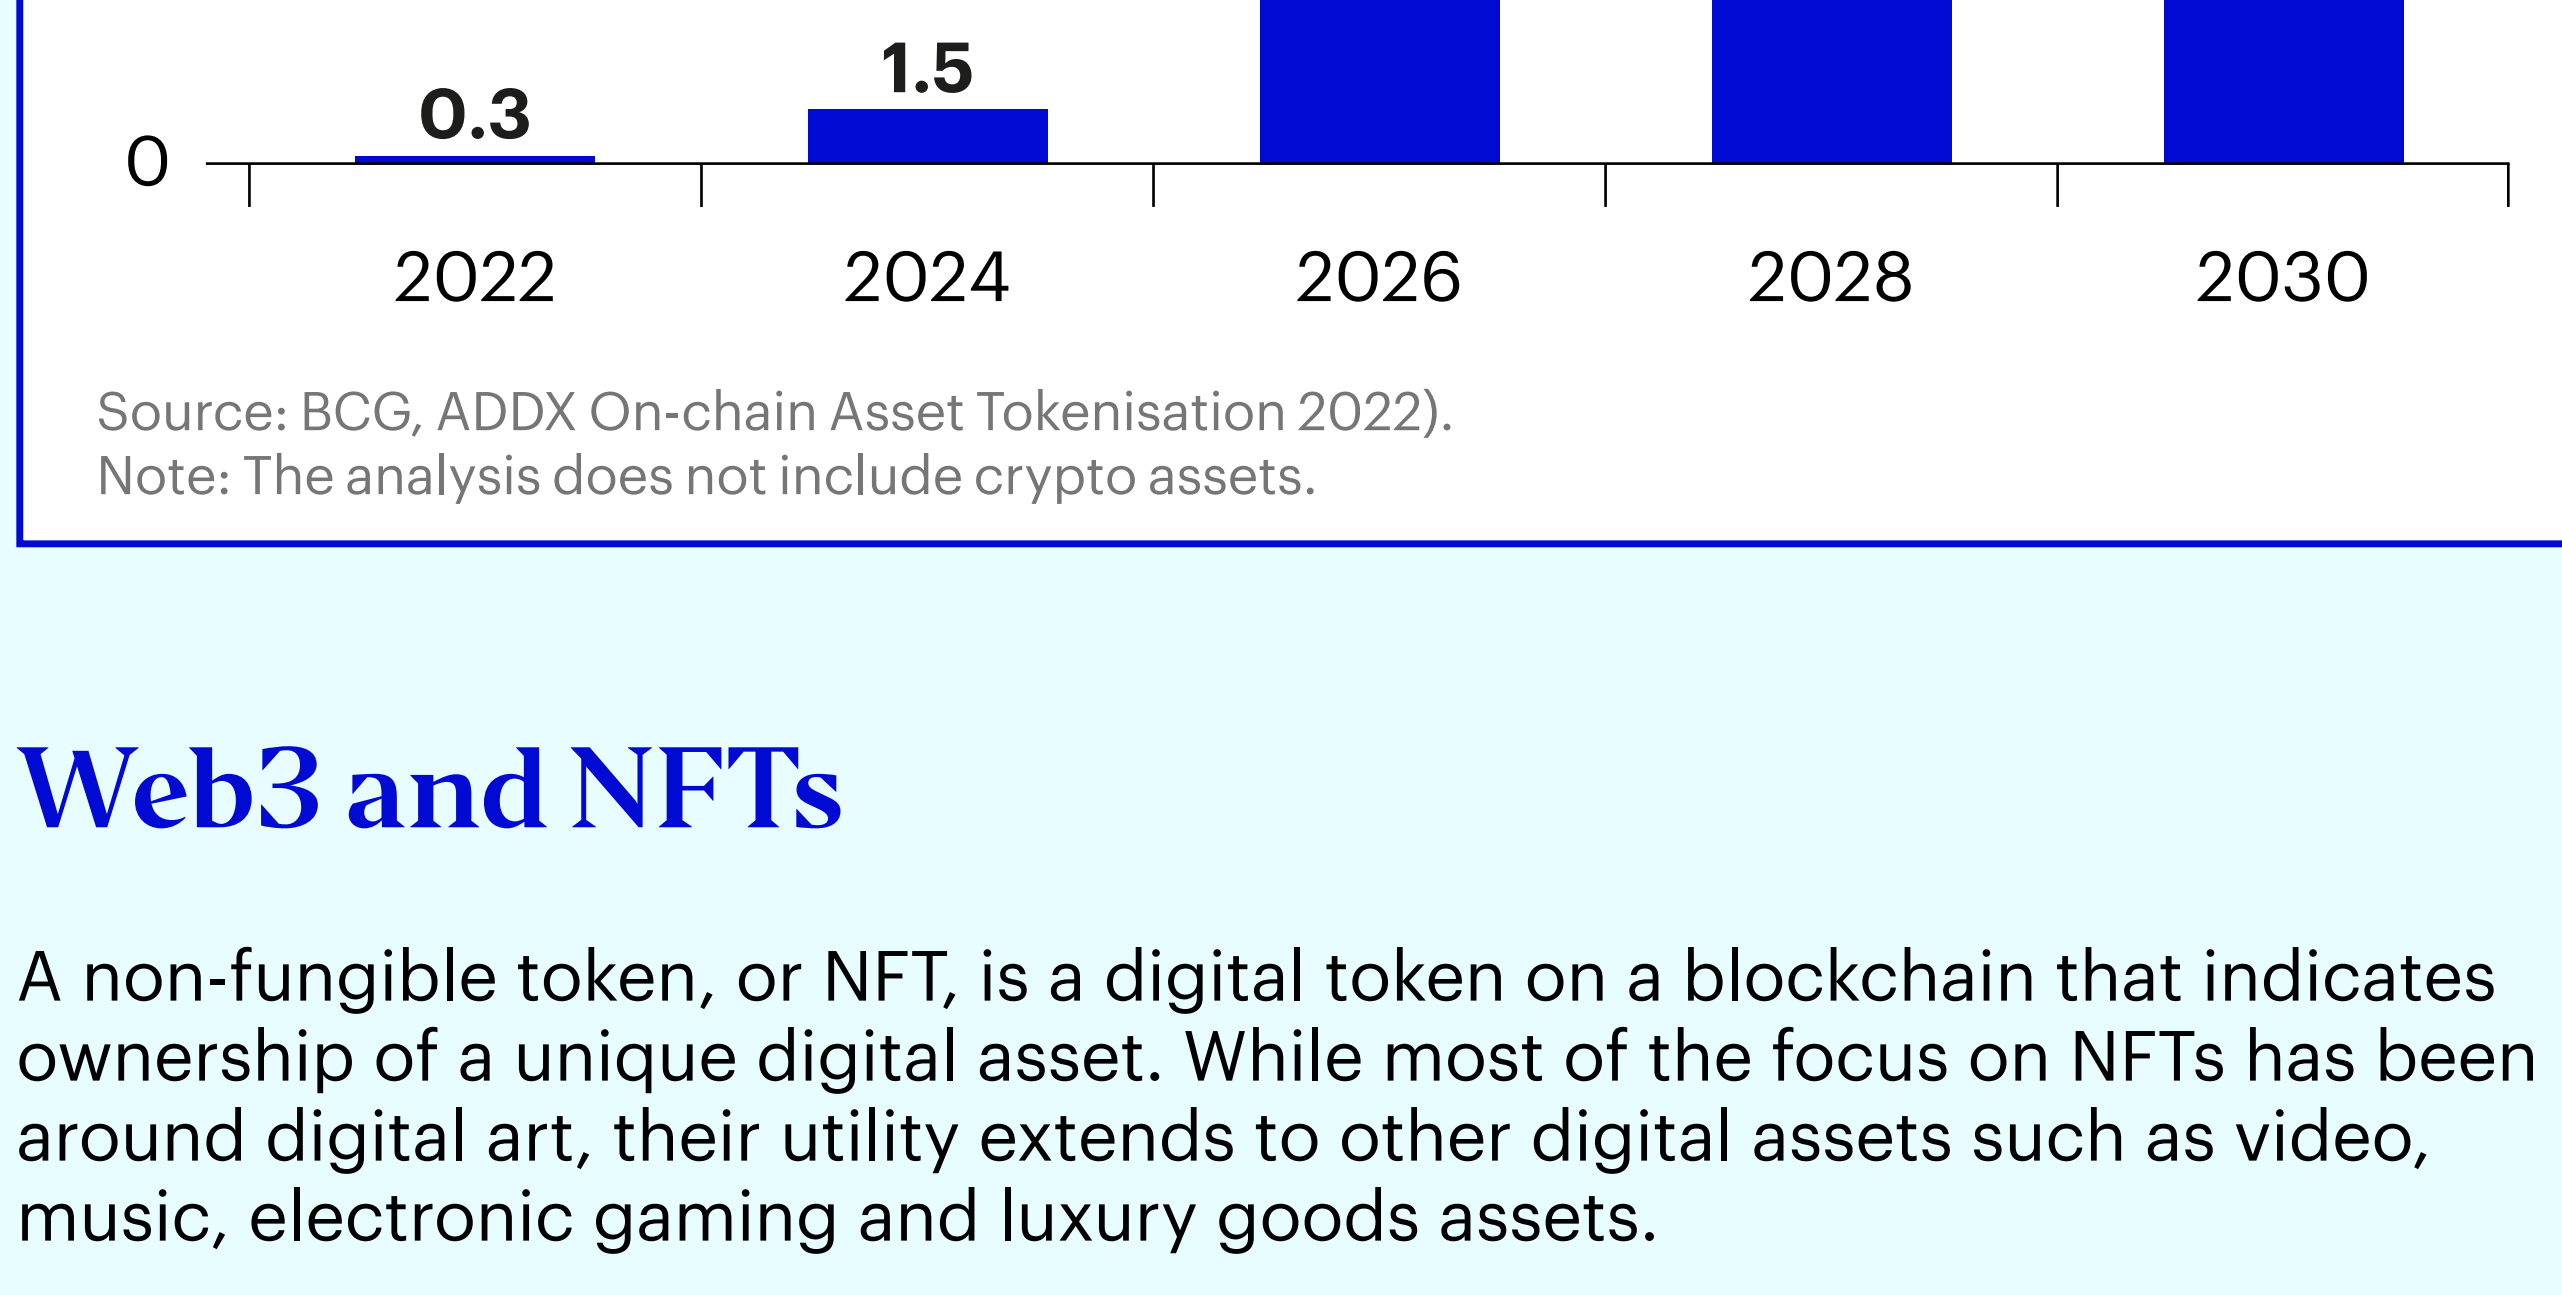 1.5
0.3
0
2022 2024 2026 2028 2030
Source: BCG, ADDX On-chain Asset Tokenisation 2022).
Note: The analysis does not include crypto assets.
Web3 and NFTs
A non-fungible token, or NFT, is a digital token on a blockchain that indicates
ownership of a unique digital asset. While most of the focus on NFTs has been
around digital art, their utility extends to other digital assets such as video,
music, electronic gaming and luxury goods assets.